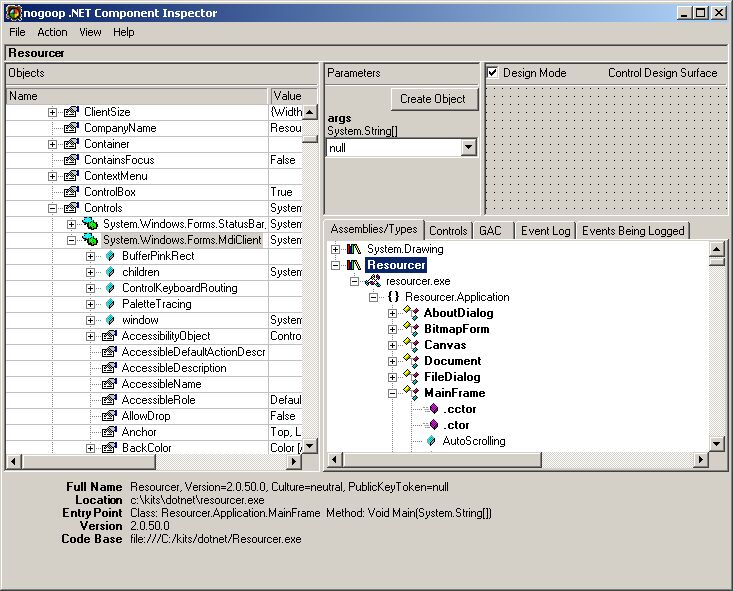 nogoop .NET Component Inspector
File Action View Help
Resourcer
Objects
Name Value
ClientSize {Width
CompanyName Resou
Container
ContainsFocus False
ContextMenu
ControlBox True
Controls System
System.Windows.Forms.StatusBar, System
System.Windows.Forms.MdiClient System
BufferPinkRect
children System
ControlKeyboardRouting
PaletteTracing
window System
AccessibilityObject Contro
AccessibleDefaultActionDescr
AccessibleDescription
AccessibleName
AccessibleRole Defaul
AllowDrop False
Anchor Top, L
BackColor Color [A
Parameters
Create Object
args
System.String[]
null
Design Mode Control Design Surface
Assemblies/Types Controls GAC Event Log Events Being Logged
System.Drawing
Resourcer
resourcer.exe
{} Resourcer.Application
AboutDialog
BitmapForm
Canvas
Document
FileDialog
MainFrame
.cctor
.ctor
AutoScrolling
Full Name Resourcer, Version=2.0.50.0, Culture=neutral, PublicKeyToken=null
Location c:\kits\dotnet\resourcer.exe
Entry Point Class: Resourcer.Application.MainFrame Method: Void Main(System.String[])
Version 2.0.50.0
Code Base file:///C:/kits/dotnet/Resourcer.exe